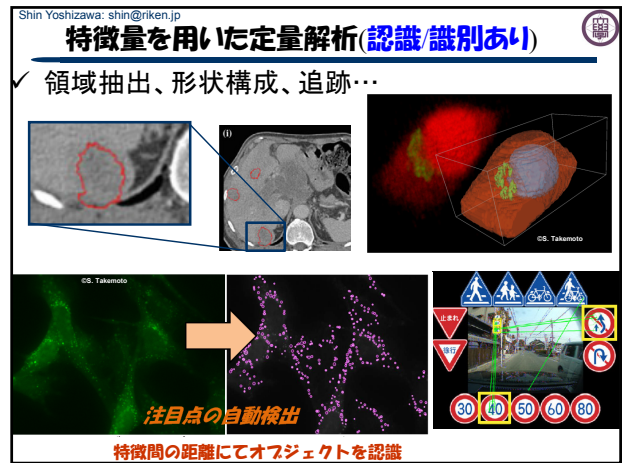 Shin Yoshizawa: shin@riken.jp
特徴量を用いた定量解析(認識/識別あり)
✓ 領域抽出、形状構成、追跡…
(i)
©S. Takemoto
©S. Takemoto
注目点の自動検出
止まれ
徐行
30 40 50 60 80
特徴間の距離にてオブジェクトを認識